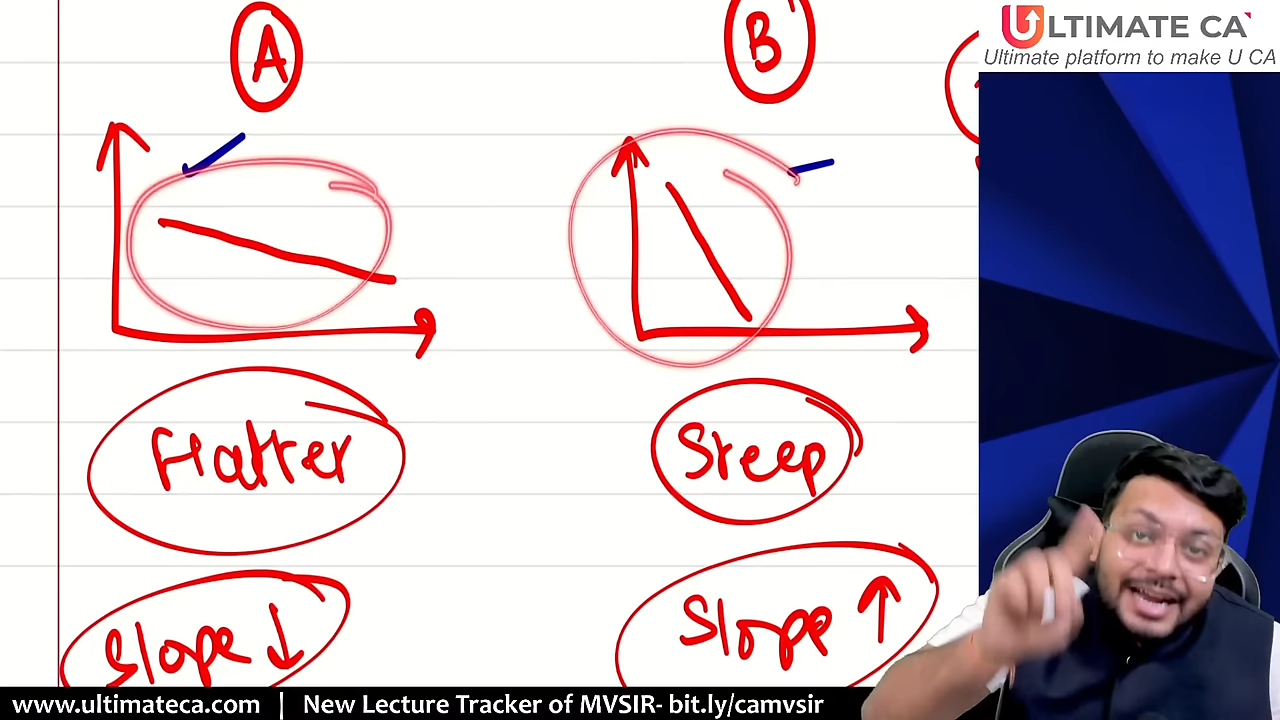 A
B
ULTIMATE CA
Ultimate platform to make U CA
Flatter
Steep
Slope ↓
Slope ↑
www.ultimateca.com | New Lecture Tracker of MVSIR- bit.ly/camvsir